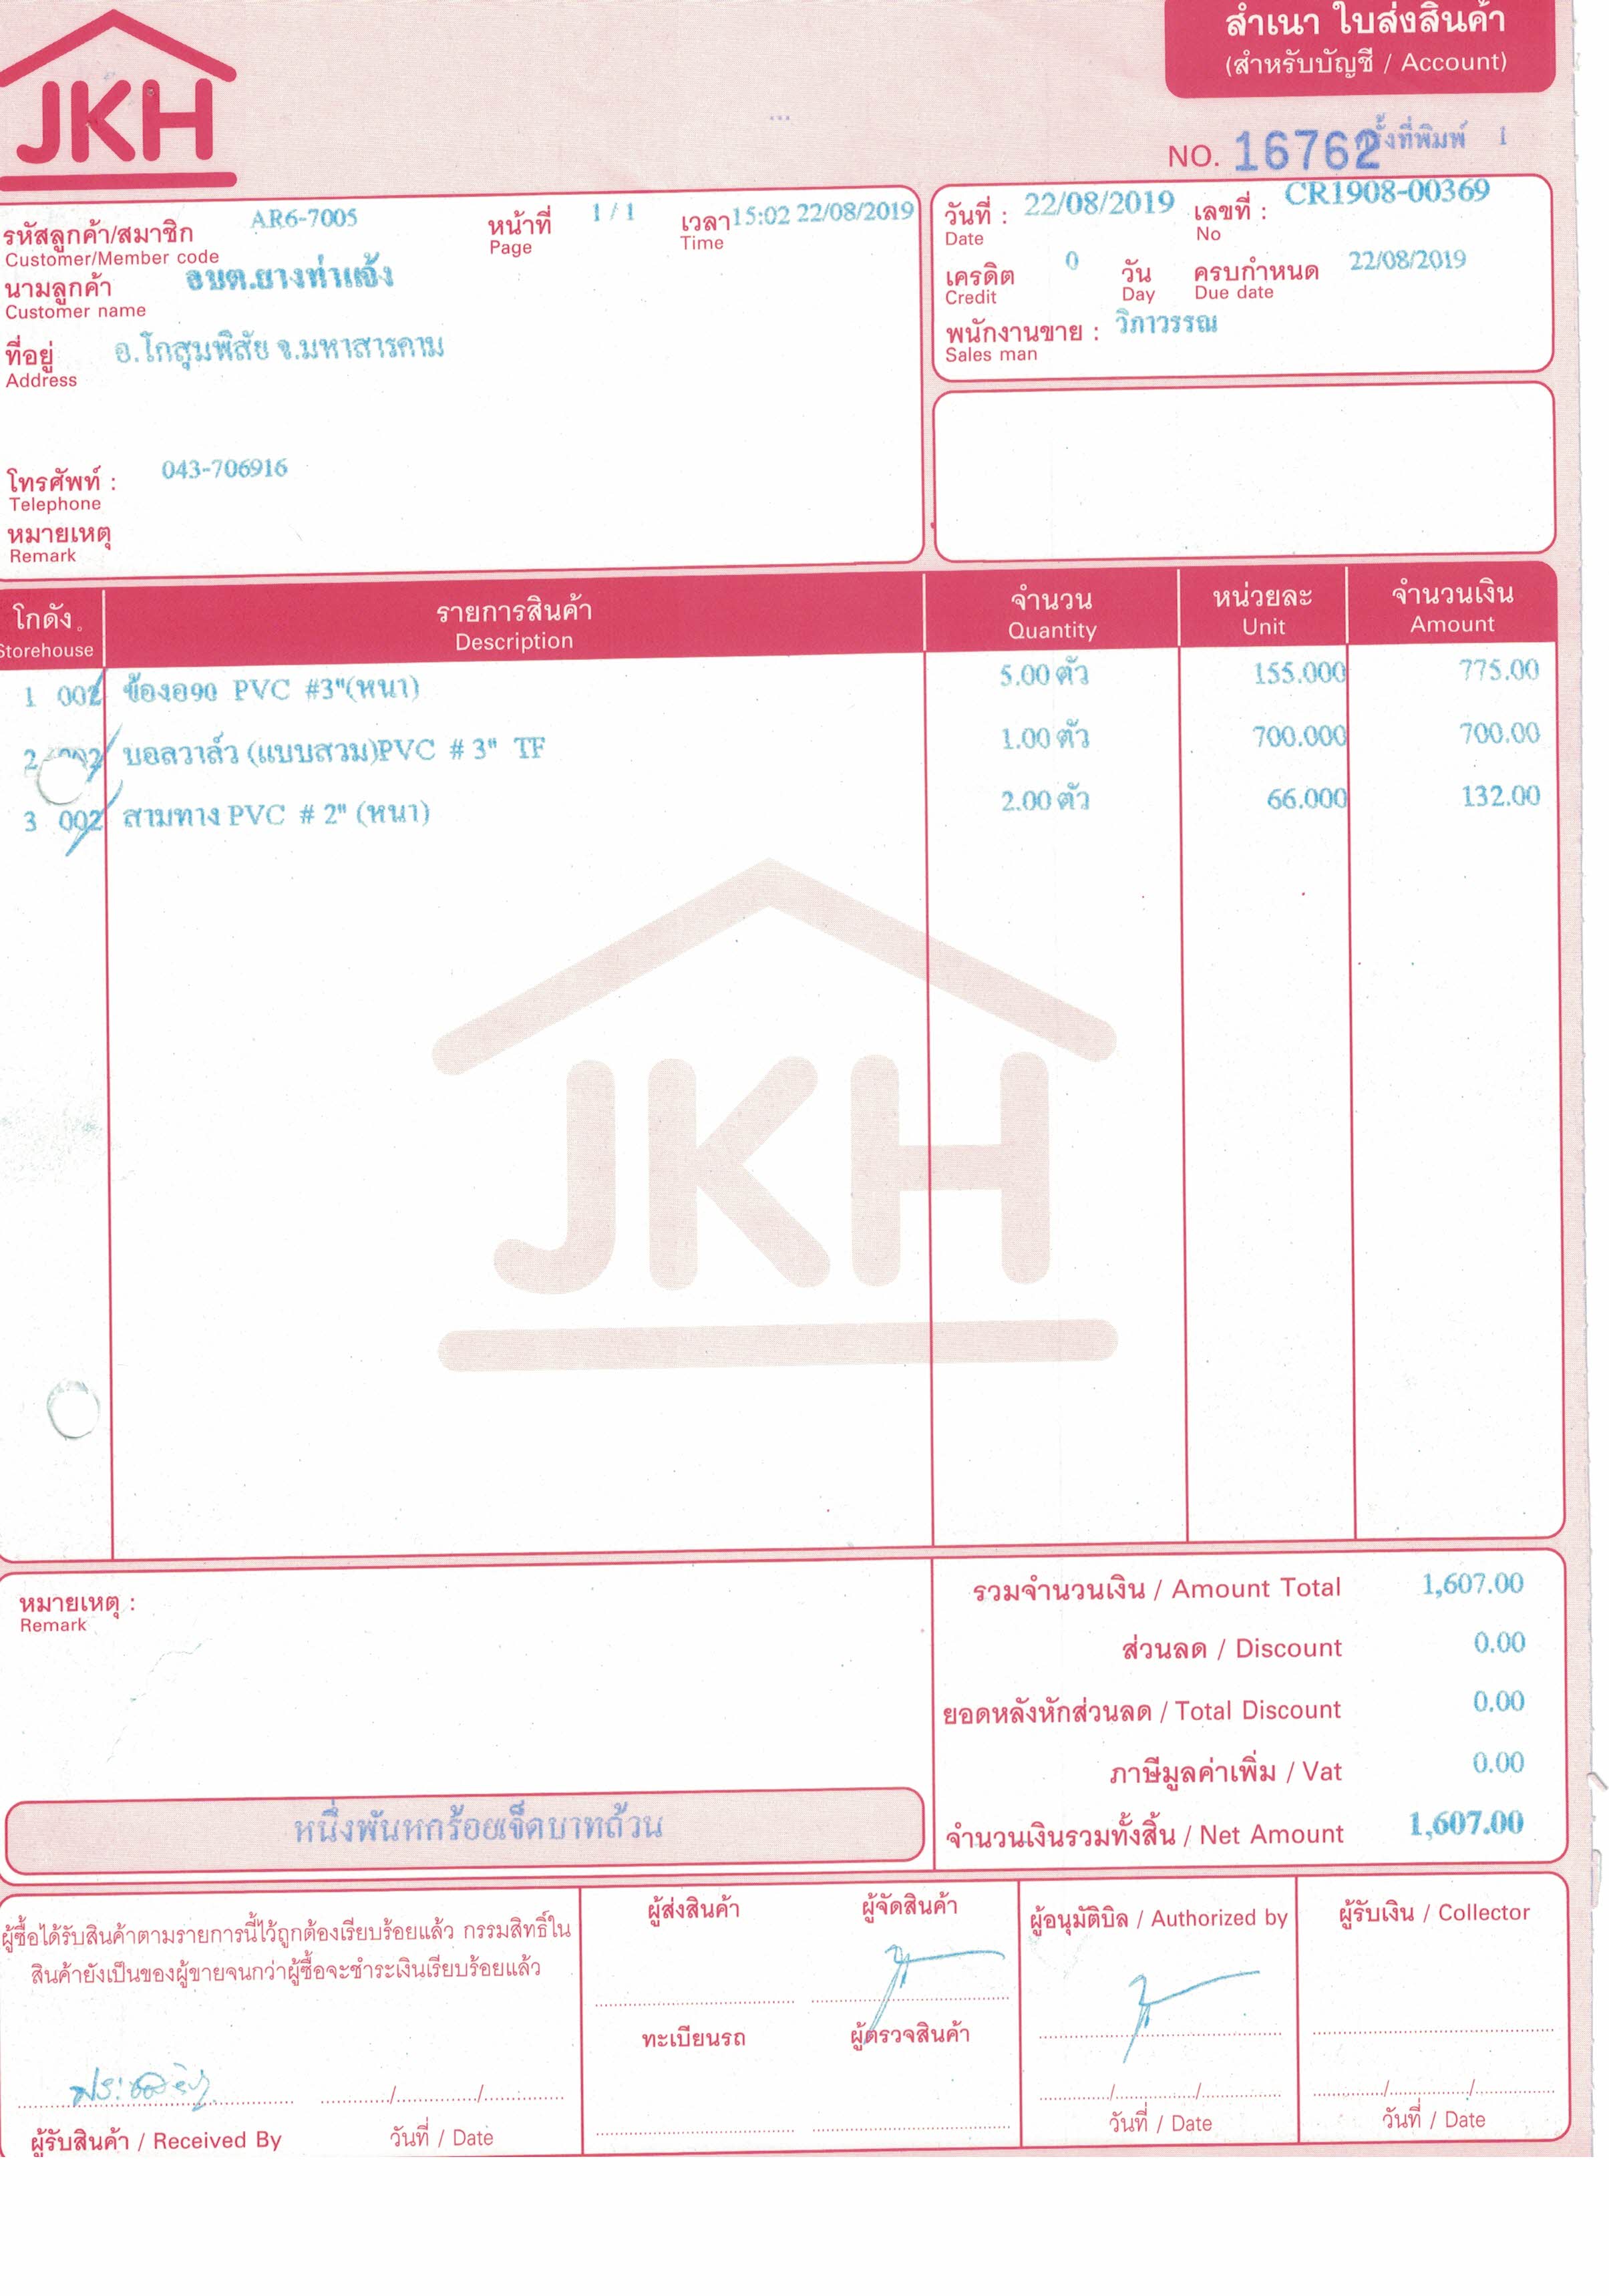 JKH
สำเนา ใบส่งสินค้า
(สำหรับบัญชี / Account)
NO. 16762 ครั้งที่พิมพ์ 1
รหัสลูกค้า/สมาชิก AR6-7005 หน้าที่ 1 / 1 เวลา 15:02 22/08/2019
Customer/Member code Page Time
นามลูกค้า อบต.ยางท่าแจ้ง
Customer name
ที่อยู่ อ.โกสุมพิสัย จ.มหาสารคาม
Address
โทรศัพท์ : 043-706916
Telephone
หมายเหตุ
Remark
วันที่ : 22/08/2019 เลขที่ : CR1908-00369
Date No
เครดิต 0 วัน ครบกำหนด 22/08/2019
Credit Day Due date
พนักงานขาย : วิภาวรรณ
Sales man
โกดัง รายการสินค้า จำนวน หน่วยละ จำนวนเงิน
Storehouse Description Quantity Unit Amount
1 002 ข้องอ90 PVC #3"(หนา) 5.00 ตัว 155.000 775.00
2 002 บอลวาล์ว (แบบสวม)PVC # 3" TF 1.00 ตัว 700.000 700.00
3 002 สามทาง PVC # 2" (หนา) 2.00 ตัว 66.000 132.00
JKH
หมายเหตุ :
Remark
รวมจำนวนเงิน / Amount Total 1,607.00
ส่วนลด / Discount 0.00
ยอดหลังหักส่วนลด / Total Discount 0.00
ภาษีมูลค่าเพิ่ม / Vat 0.00
หนึ่งพันหกร้อยเจ็ดบาทถ้วน
จำนวนเงินรวมทั้งสิ้น / Net Amount 1,607.00
ผู้ซื้อได้รับสินค้าตามรายการนี้ไว้ถูกต้องเรียบร้อยแล้ว กรรมสิทธิ์ใน
สินค้ายังเป็นของผู้ขายจนกว่าผู้ซื้อจะชำระเงินเรียบร้อยแล้ว
ผู้รับสินค้า / Received By วันที่ / Date
ผู้ส่งสินค้า ผู้จัดสินค้า
ทะเบียนรถ ผู้ตรวจสินค้า
ผู้อนุมัติบิล / Authorized by
วันที่ / Date
ผู้รับเงิน / Collector
วันที่ / Date